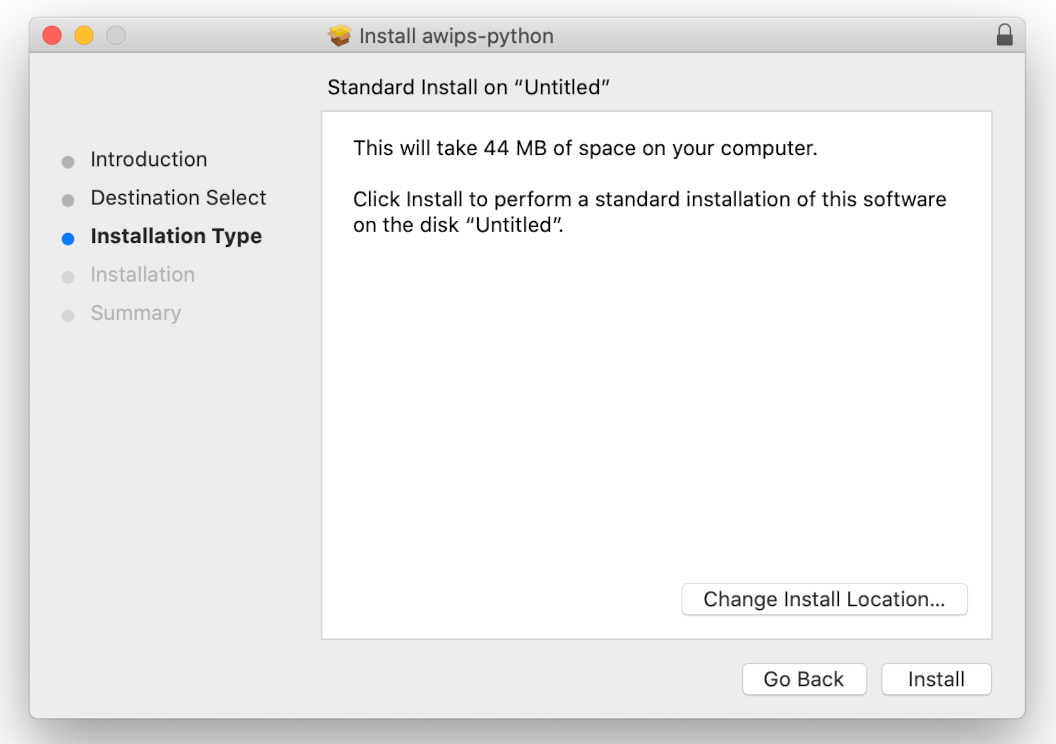 Install awips-python
Standard Install on “Untitled”
Introduction
Destination Select
Installation Type
Installation
Summary
This will take 44 MB of space on your computer.
Click Install to perform a standard installation of this software
on the disk “Untitled”.
Change Install Location...
Go Back
Install